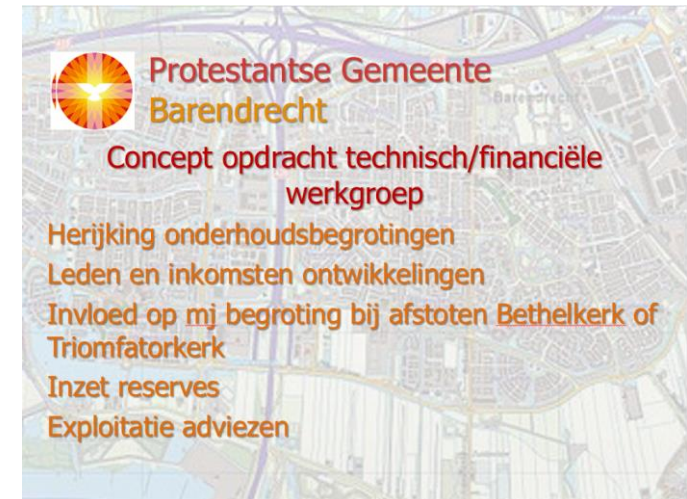 Protestantse Gemeente
Barendrecht
Barendrecht
Concept opdracht technisch/financiële
werkgroep
Herijking onderhoudsbegrotingen
Leden en inkomsten ontwikkelingen
Invloed op mj begroting bij afstoten Bethelkerk of
Triomfatorkerk
Inzet reserves
Exploitatie adviezen